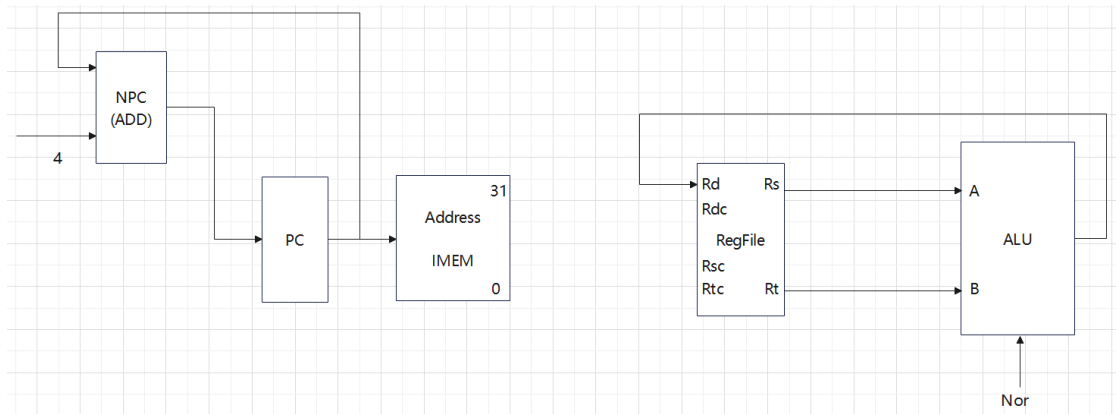 NPC
(ADD)
4
PC
31
Address
IMEM
0
Rd Rs
Rdc
RegFile
Rsc
Rtc Rt
A
ALU
B
Nor